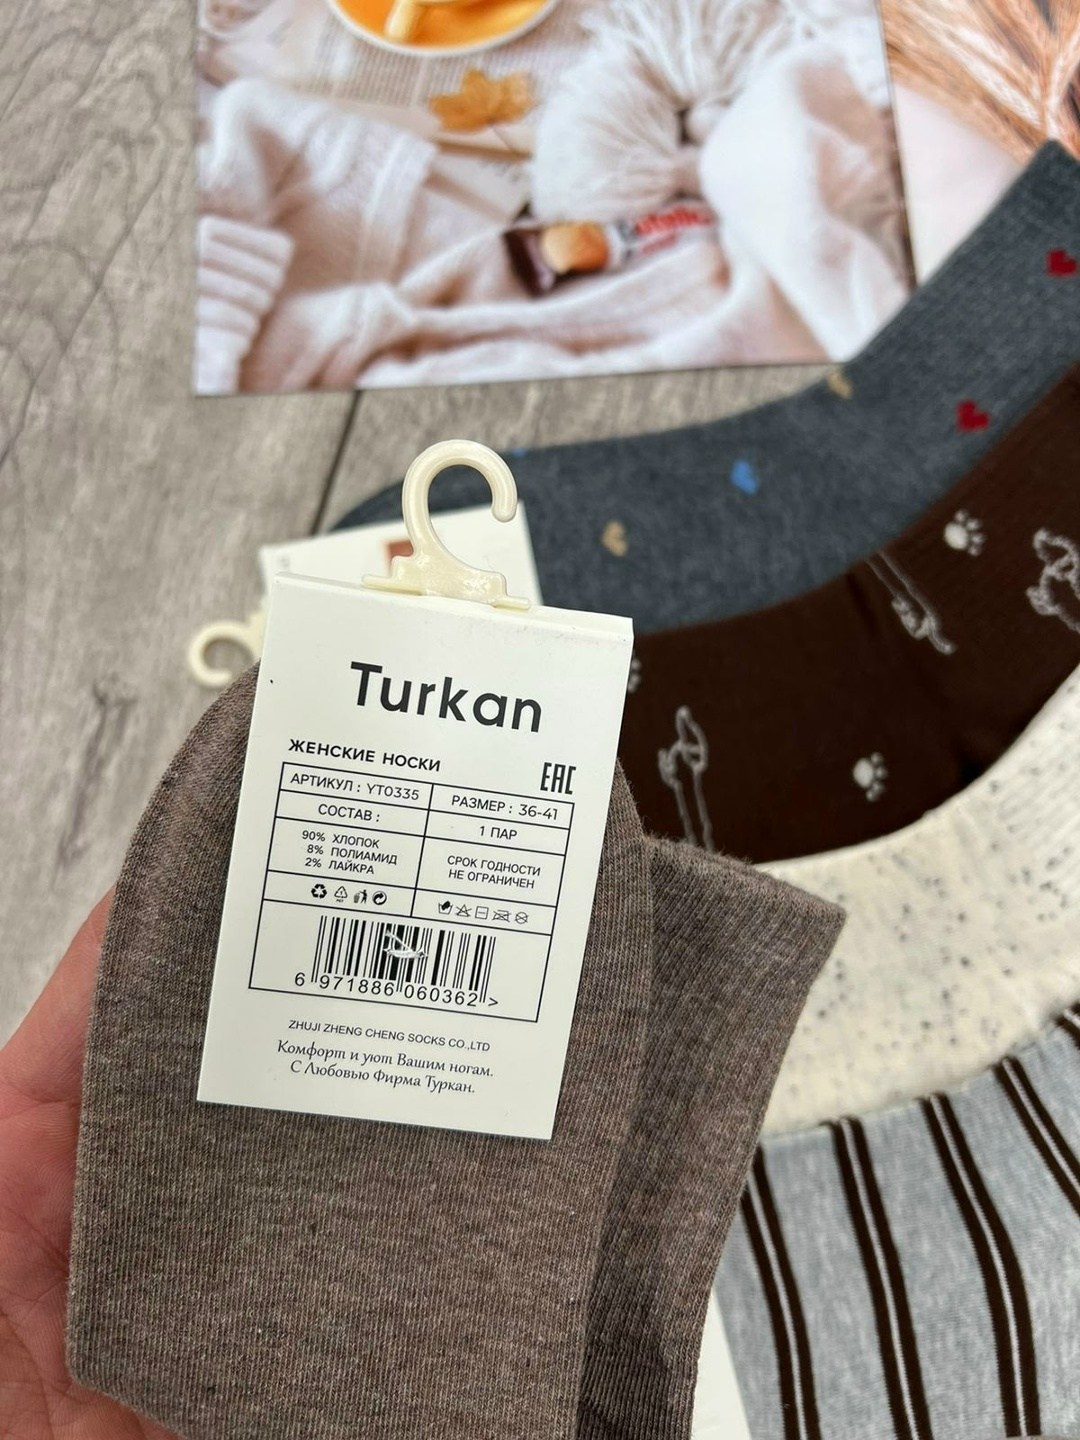 Turkan
ЖЕНСКИЕ НОСКИ
EAC
АРТИКУЛ : YT0335
РАЗМЕР : 36-41
СОСТАВ :
1 ПАР
90% ХЛОПОК
8% ПОЛИАМИД
2% ЛАЙКРА
СРОК ГОДНОСТИ
НЕ ОГРАНИЧЕН
6 971886 060362 >
ZHUJI ZHENG CHENG SOCKS CO.,LTD
Комфорт и уют Вашим ногам.
С Любовью Фирма Туркан.